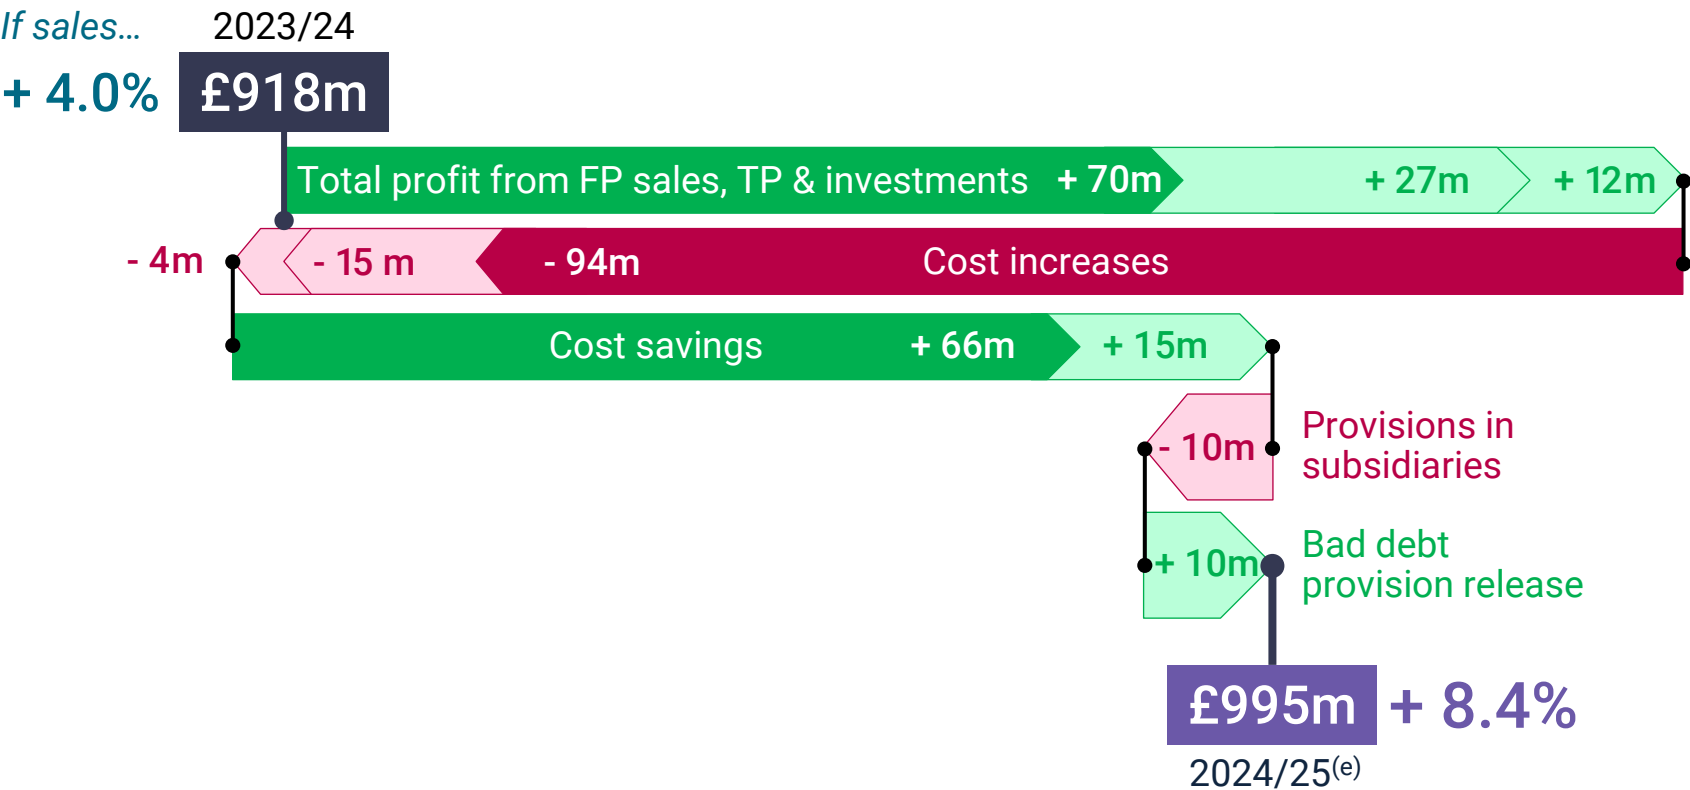 If sales…
2023/24
+ 4.0%
£918m
Total profit from FP sales, TP & investments + 70m
+ 27m
+ 12m
- 4m
- 15 m
- 94m
Cost increases
Cost savings
+ 66m
+ 15m
- 10m
Provisions in
subsidiaries
+ 10m
Bad debt
provision release
£995m
+ 8.4%
2024/25(e)